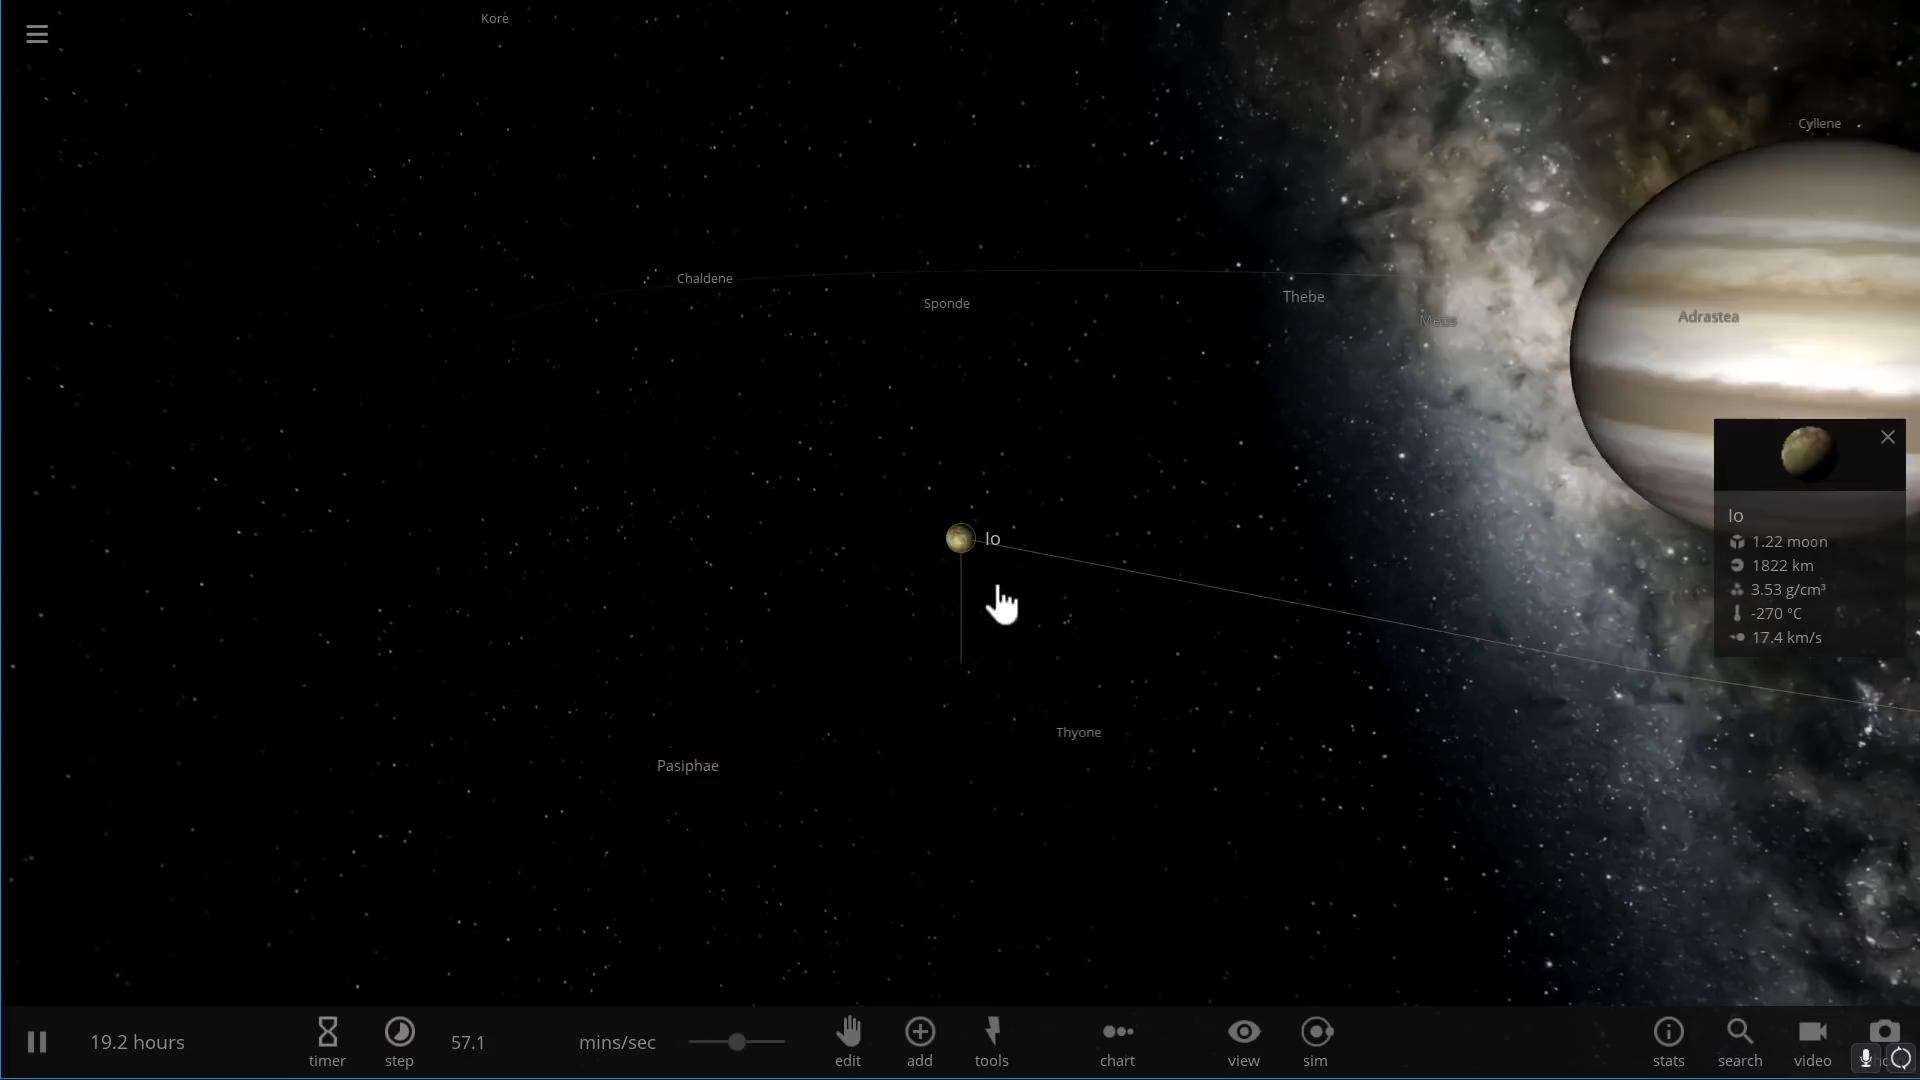 Kore
Cyllene
Chaldene
Sponde
Thebe
Metis
Adrastea
Io
Io
1.22 moon
1822 km
3.53 g/cm³
-270 °C
17.4 km/s
Thyone
Pasiphae
19.2 hours
timer
step
57.1
mins/sec
edit
add
tools
chart
view
sim
stats
search
video